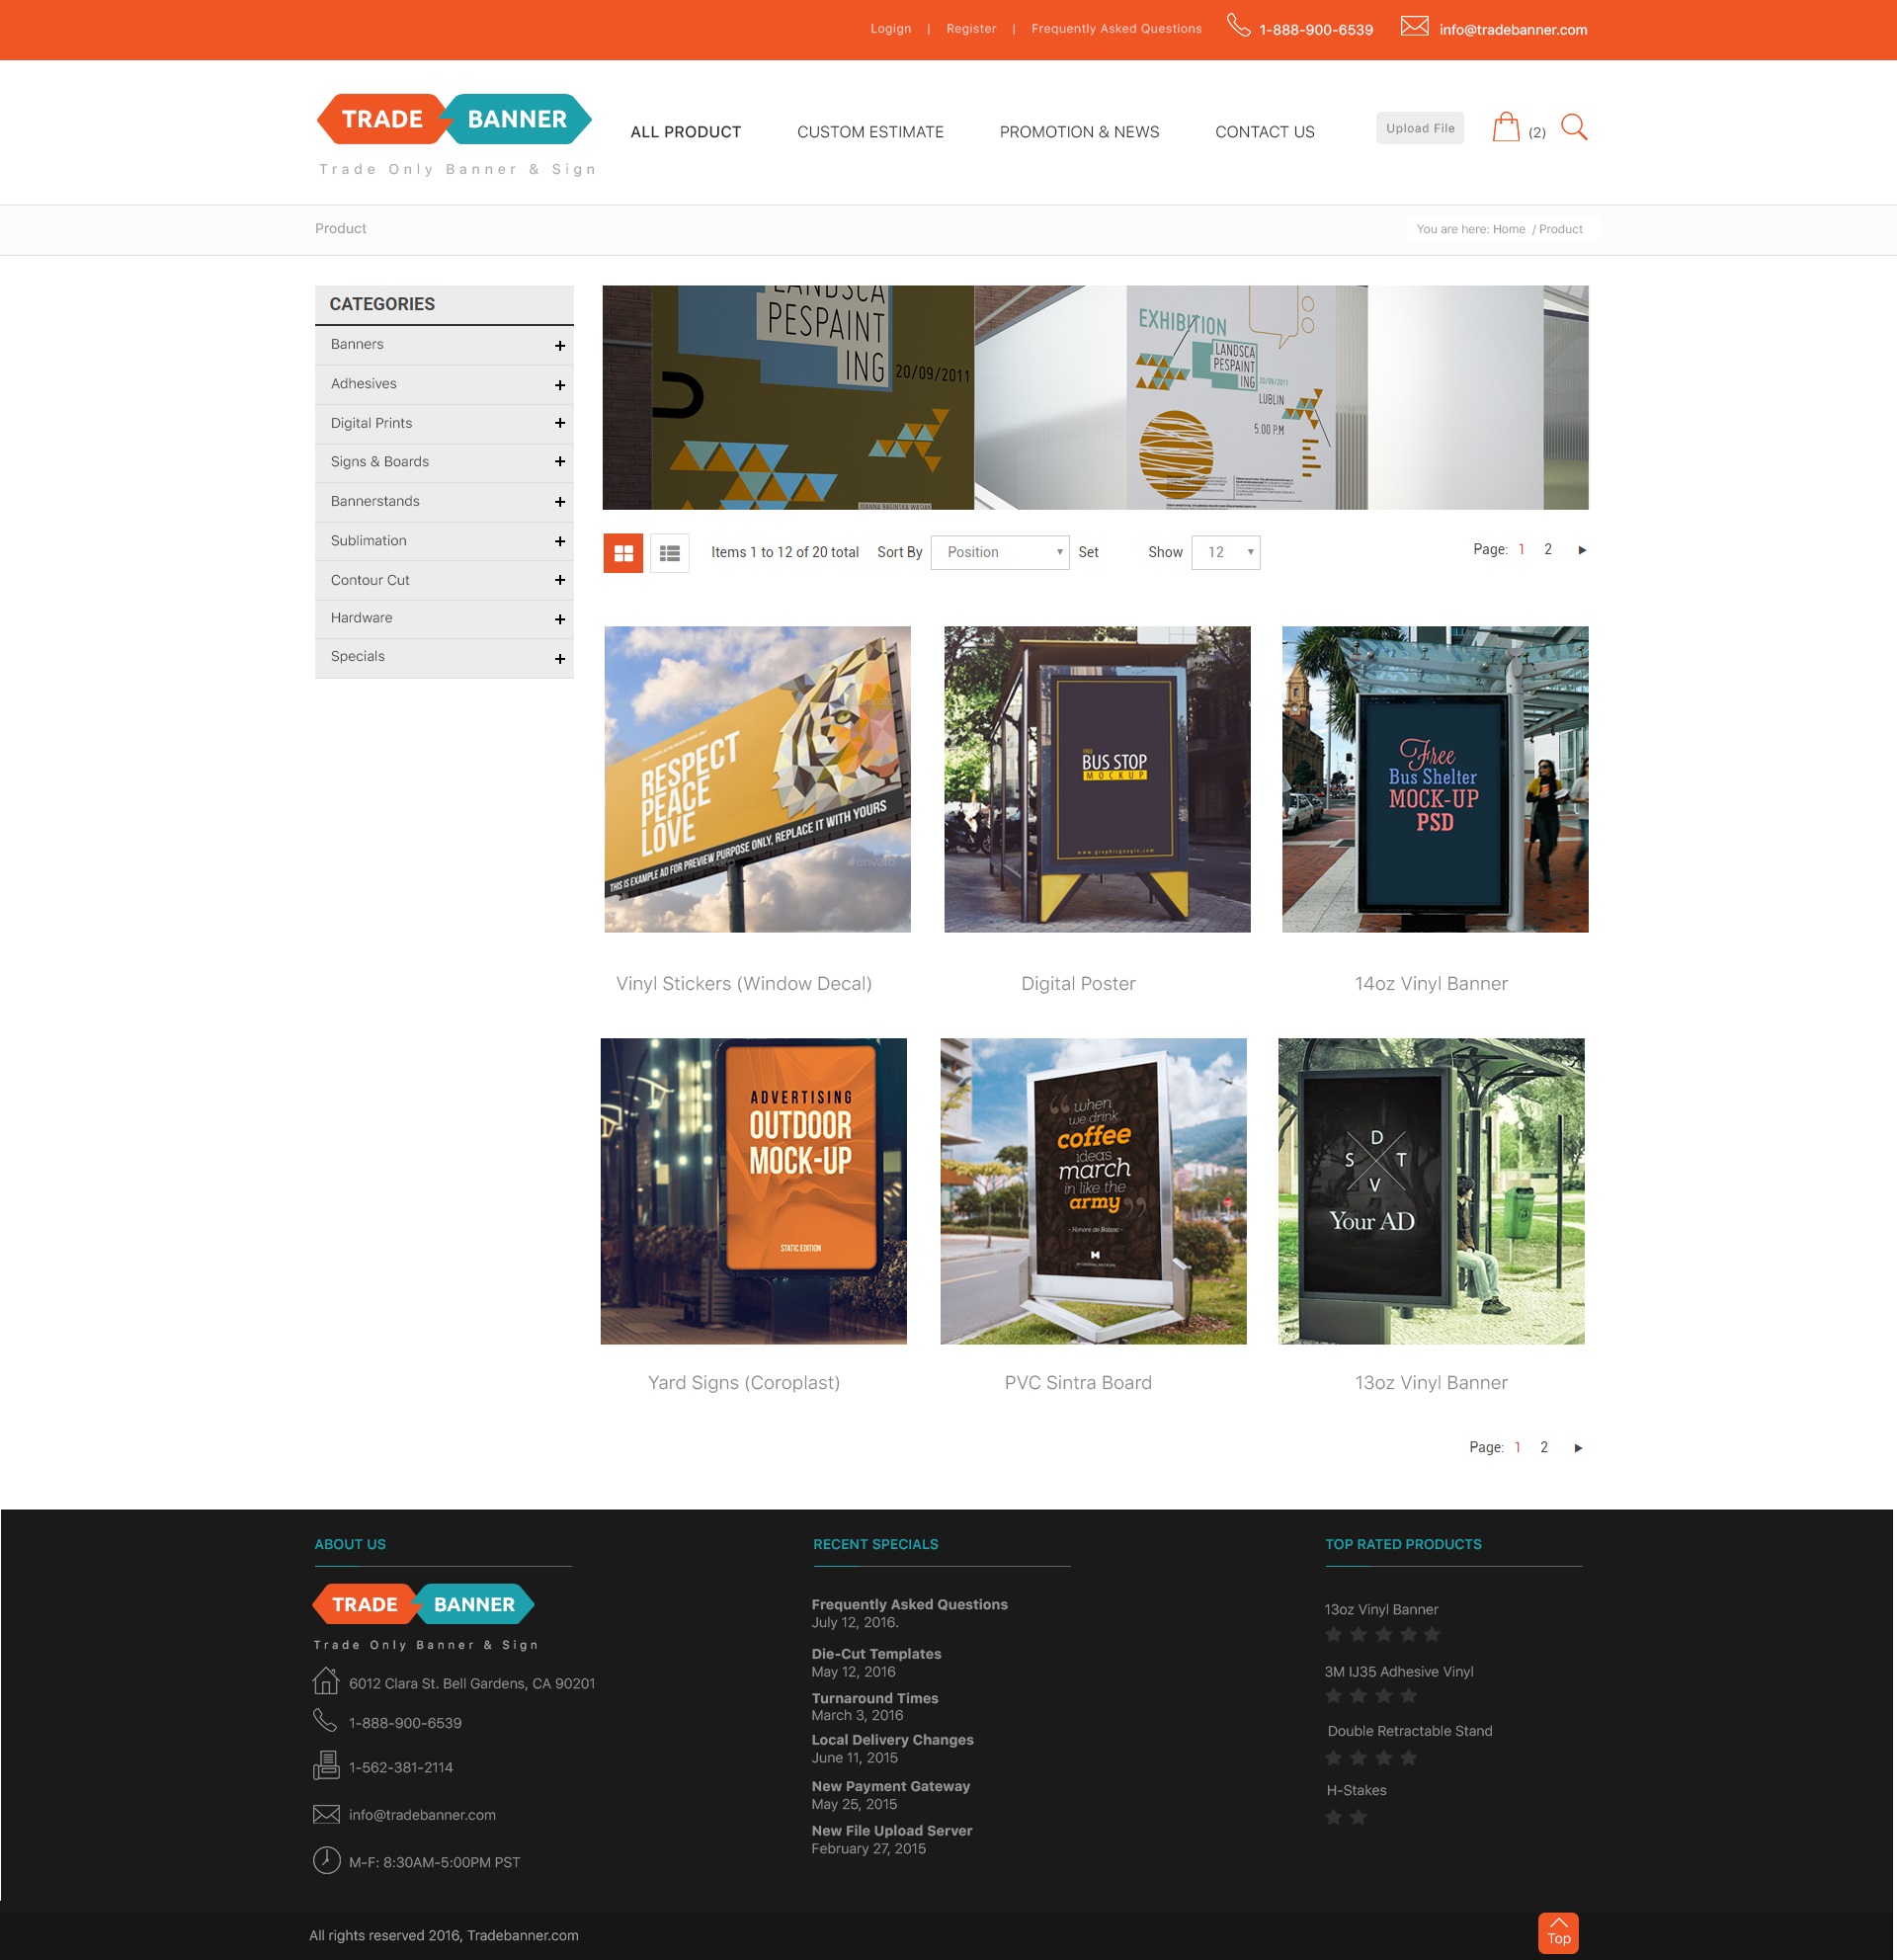 Logign | Register | Frequently Asked Questions 1-888-900-6539 info@tradebanner.com
TRADE BANNER
Trade Only Banner & Sign
ALL PRODUCT CUSTOM ESTIMATE PROMOTION & NEWS CONTACT US
Upload File (2)
Product
You are here: Home / Product
CATEGORIES
Banners +
Adhesives +
Digital Prints +
Signs & Boards +
Bannerstands +
Sublimation +
Contour Cut +
Hardware +
Specials +
LANDSCA
PESPAINT
ING
20/09/2011
JOANNA BAGINSKA WASIAK
EXHIBITION
LANDSCA
PESPAINT
ING
20/09/2011
LUBLIN
5.00 P.M
Items 1 to 12 of 20 total Sort By Position Set Show 12 Page: 1 2
RESPECT
PEACE
LOVE
THIS IS EXAMPLE AD FOR PREVIEW PURPOSE ONLY, REPLACE IT WITH YOURS
envato
FREE
BUS STOP
MOCKUP
www.graphicgoogle.com
Free
Bus Shelter
MOCK-UP
PSD
Vinyl Stickers (Window Decal)
Digital Poster
14oz Vinyl Banner
ADVERTISING
OUTDOOR
MOCK-UP
STATIC EDITION
“ when
we drink
coffee
ideas
march
in like the
army ”
- Honore de Balzac -
D
S T
V
Your AD
Yard Signs (Coroplast)
PVC Sintra Board
13oz Vinyl Banner
Page: 1 2
ABOUT US
TRADE BANNER
Trade Only Banner & Sign
6012 Clara St. Bell Gardens, CA 90201
1-888-900-6539
1-562-381-2114
info@tradebanner.com
M-F: 8:30AM-5:00PM PST
RECENT SPECIALS
Frequently Asked Questions
July 12, 2016.
Die-Cut Templates
May 12, 2016
Turnaround Times
March 3, 2016
Local Delivery Changes
June 11, 2015
New Payment Gateway
May 25, 2015
New File Upload Server
February 27, 2015
TOP RATED PRODUCTS
13oz Vinyl Banner
3M IJ35 Adhesive Vinyl
Double Retractable Stand
H-Stakes
All rights reserved 2016, Tradebanner.com
Top